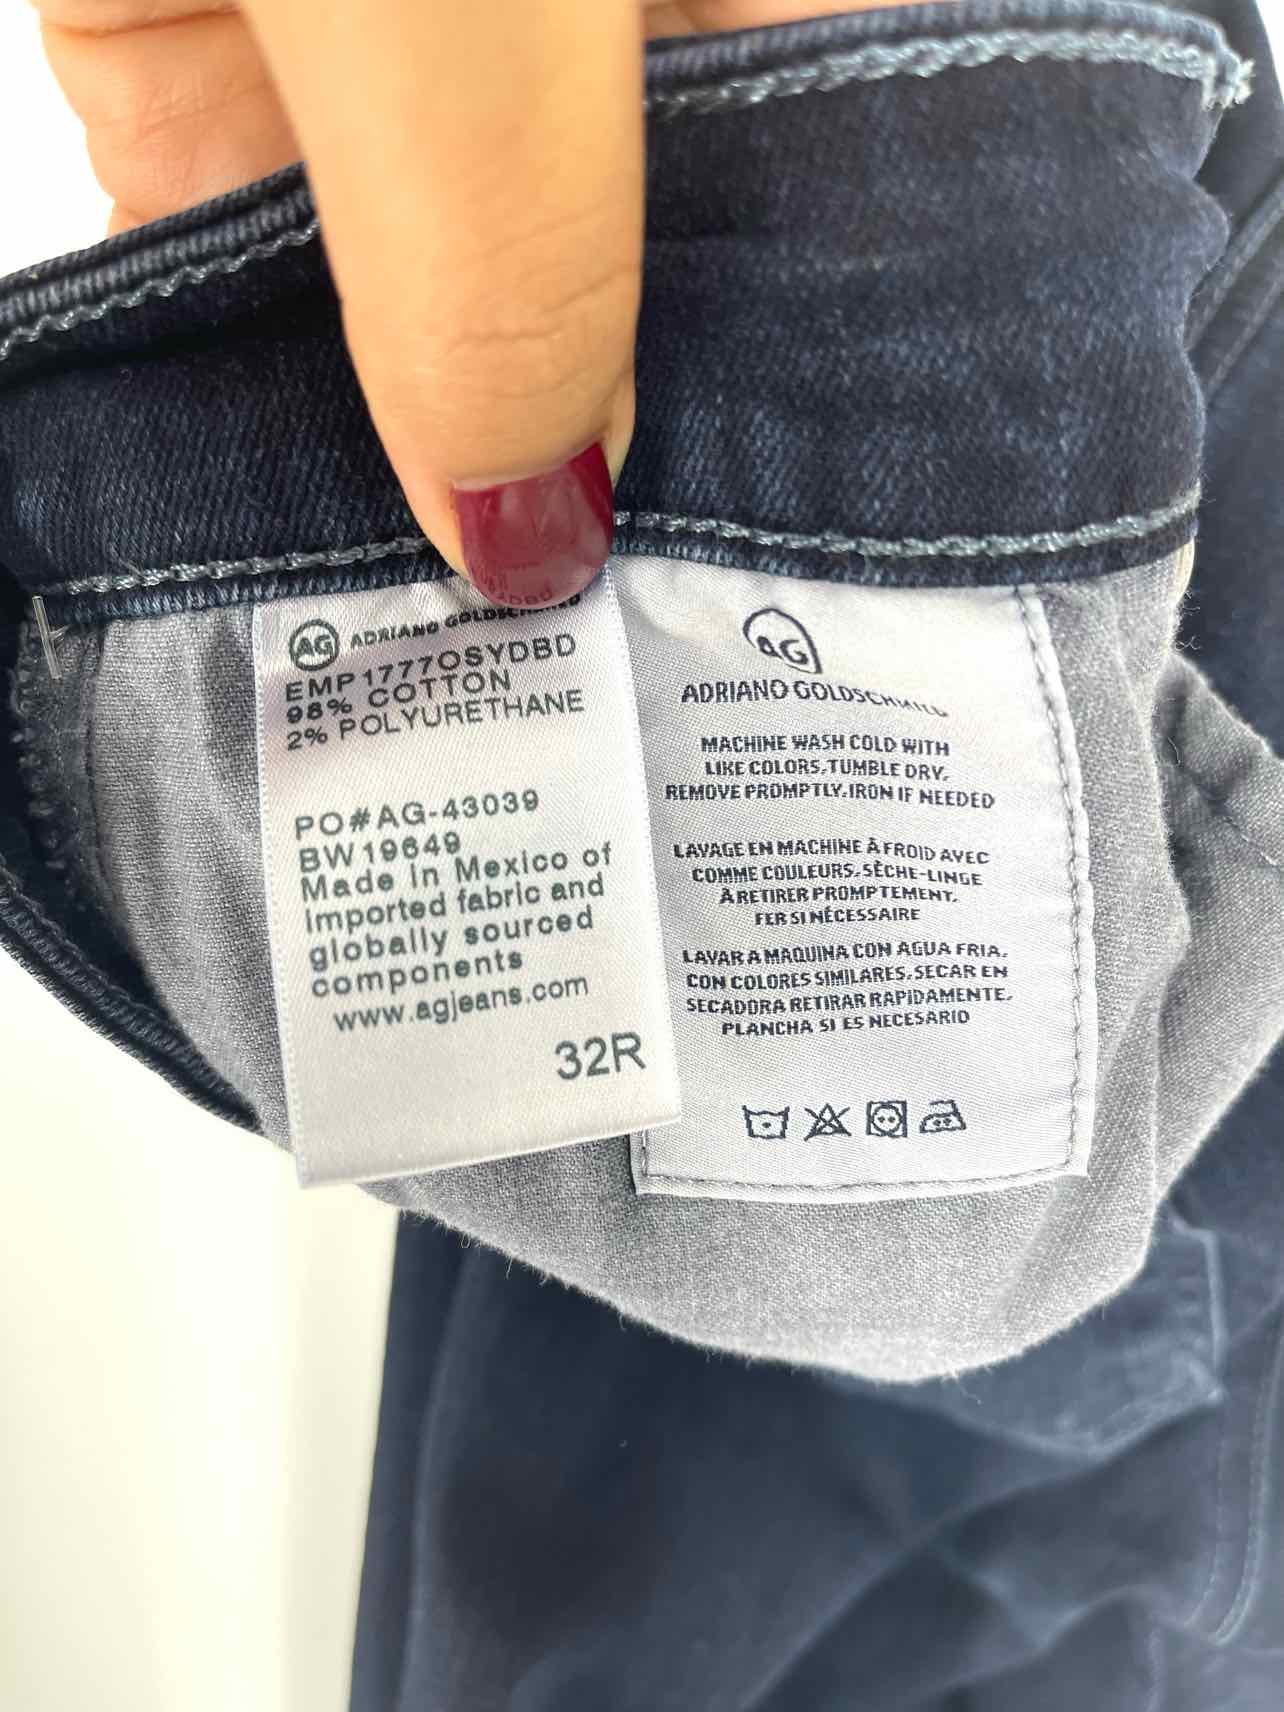 AG ADRIANO GOLDSCHMIED
EMP1777OSYDBD
98% COTTON
2% POLYURETHANE
PO#AG-43039
BW19649
Made in Mexico of
Imported fabric and
globally sourced
components
www.agjeans.com
32R
AG
ADRIANO GOLDSCHMIED
MACHINE WASH COLD WITH
LIKE COLORS. TUMBLE DRY.
REMOVE PROMPTLY. IRON IF NEEDED
LAVAGE EN MACHINE À FROID AVEC
COMME COULEURS. SÈCHE-LINGE
À RETIRER PROMPTEMENT.
FER SI NÉCESSAIRE
LAVAR A MAQUINA CON AGUA FRIA.
CON COLORES SIMILARES. SECAR EN
SECADORA RETIRAR RAPIDAMENTE.
PLANCHA SI ES NECESARIO